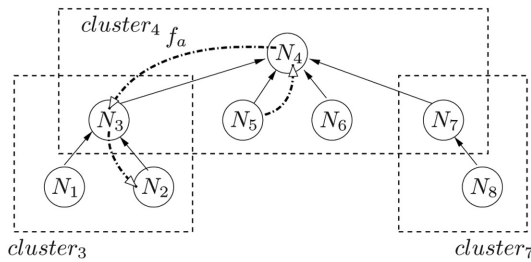 cluster₄
fₐ
N₄
N₃ N₅ N₆ N₇
N₁ N₂ N₈
cluster₃ cluster₇